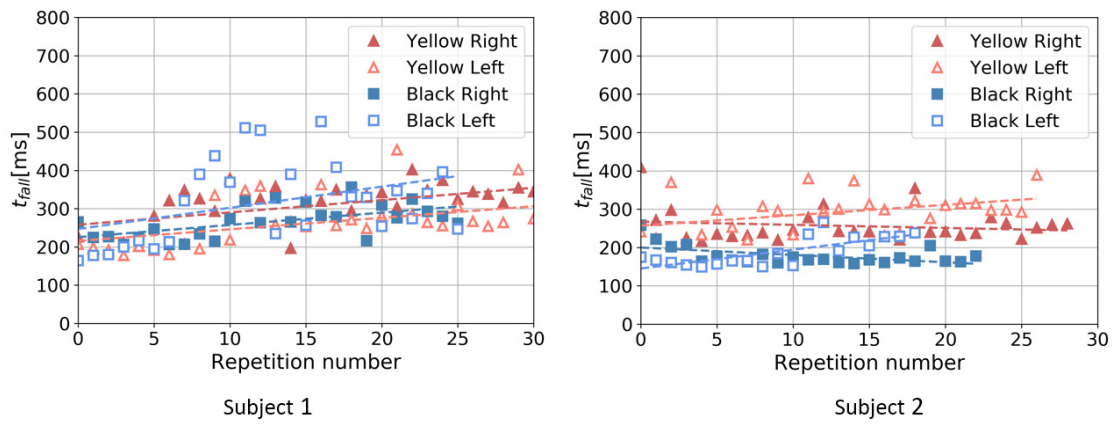 800
700
600
500
400
300
200
100
0
t_fall[ms]
0 5 10 15 20 25 30
Repetition number
Yellow Right
Yellow Left
Black Right
Black Left
Subject 1
800
700
600
500
400
300
200
100
0
t_fall[ms]
0 5 10 15 20 25 30
Repetition number
Yellow Right
Yellow Left
Black Right
Black Left
Subject 2